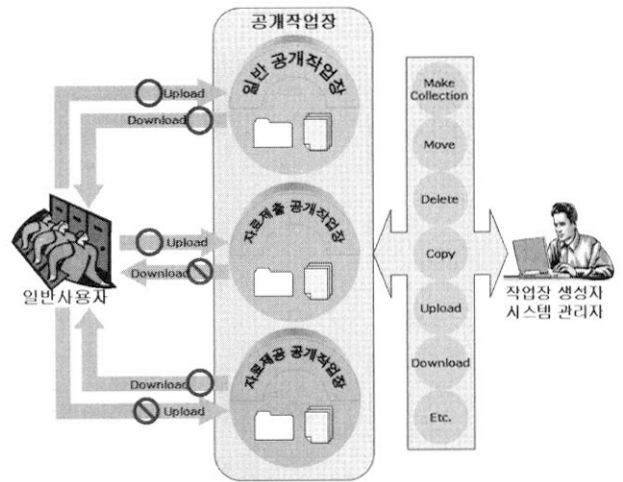 공개작업장
일반 공개작업장
Upload
Download
자료제출 공개작업장
Upload
Download
일반사용자
자료제공 공개작업장
Download
Upload
Make
Collection
Move
Delete
Copy
Upload
Download
Etc.
작업장 생성자
시스템 관리자